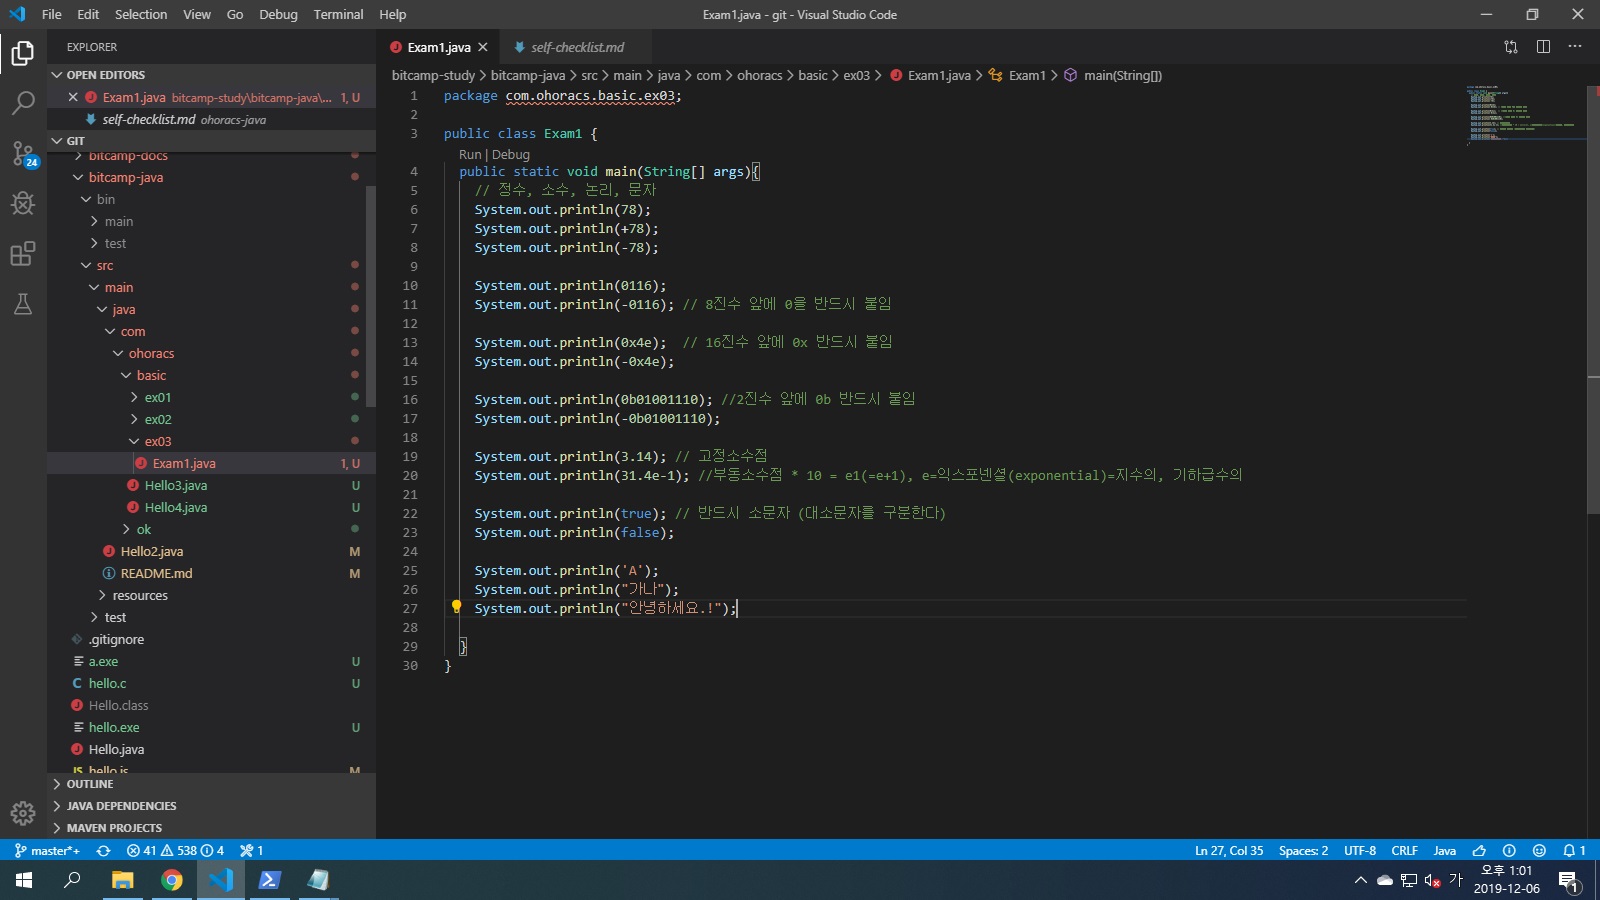 File Edit Selection View Go Debug Terminal Help
Exam1.java - git - Visual Studio Code
EXPLORER
OPEN EDITORS
Exam1.java bitcamp-study\bitcamp-java\... 1, U
self-checklist.md ohoracs-java
GIT
bitcamp-docs
bitcamp-java
bin
main
test
src
main
java
com
ohoracs
basic
ex01
ex02
ex03
Exam1.java 1, U
Hello3.java U
Hello4.java U
ok
Hello2.java M
README.md M
resources
test
.gitignore
a.exe U
hello.c U
Hello.class
hello.exe U
Hello.java
hello.js M
OUTLINE
JAVA DEPENDENCIES
MAVEN PROJECTS
24
Exam1.java
self-checklist.md
bitcamp-study > bitcamp-java > src > main > java > com > ohoracs > basic > ex03 > Exam1.java > Exam1 > main(String[])
1 package com.ohoracs.basic.ex03;
2
3 public class Exam1 {
Run | Debug
4 public static void main(String[] args){
5 // 정수, 소수, 논리, 문자
6 System.out.println(78);
7 System.out.println(+78);
8 System.out.println(-78);
9
10 System.out.println(0116);
11 System.out.println(-0116); // 8진수 앞에 0을 반드시 붙임
12
13 System.out.println(0x4e);  // 16진수 앞에 0x 반드시 붙임
14 System.out.println(-0x4e);
15
16 System.out.println(0b01001110); //2진수 앞에 0b 반드시 붙임
17 System.out.println(-0b01001110);
18
19 System.out.println(3.14); // 고정소수점
20 System.out.println(31.4e-1); //부동소수점 * 10 = e1(=e+1), e=익스포넨셜(exponential)=지수의, 기하급수의
21
22 System.out.println(true); // 반드시 소문자 (대소문자를 구분한다)
23 System.out.println(false);
24
25 System.out.println('A');
26 System.out.println("가나");
27 System.out.println("안녕하세요.!");
28
29 }
30 }
master*+ 41 538 4 1
Ln 27, Col 35 Spaces: 2 UTF-8 CRLF Java 1
가 오후 1:01
2019-12-06 1